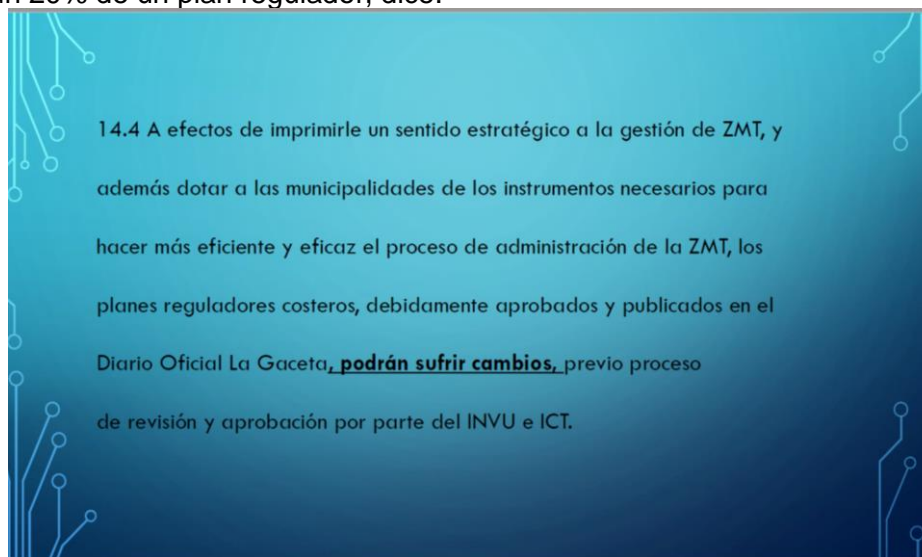 20% de un plan regulador, dice:
14.4 A efectos de imprimirle un sentido estratégico a la gestión de ZMT, y
además dotar a las municipalidades de los instrumentos necesarios para
hacer más eficiente y eficaz el proceso de administración de la ZMT, los
planes reguladores costeros, debidamente aprobados y publicados en el
Diario Oficial La Gaceta, podrán sufrir cambios, previo proceso
de revisión y aprobación por parte del INVU e ICT.